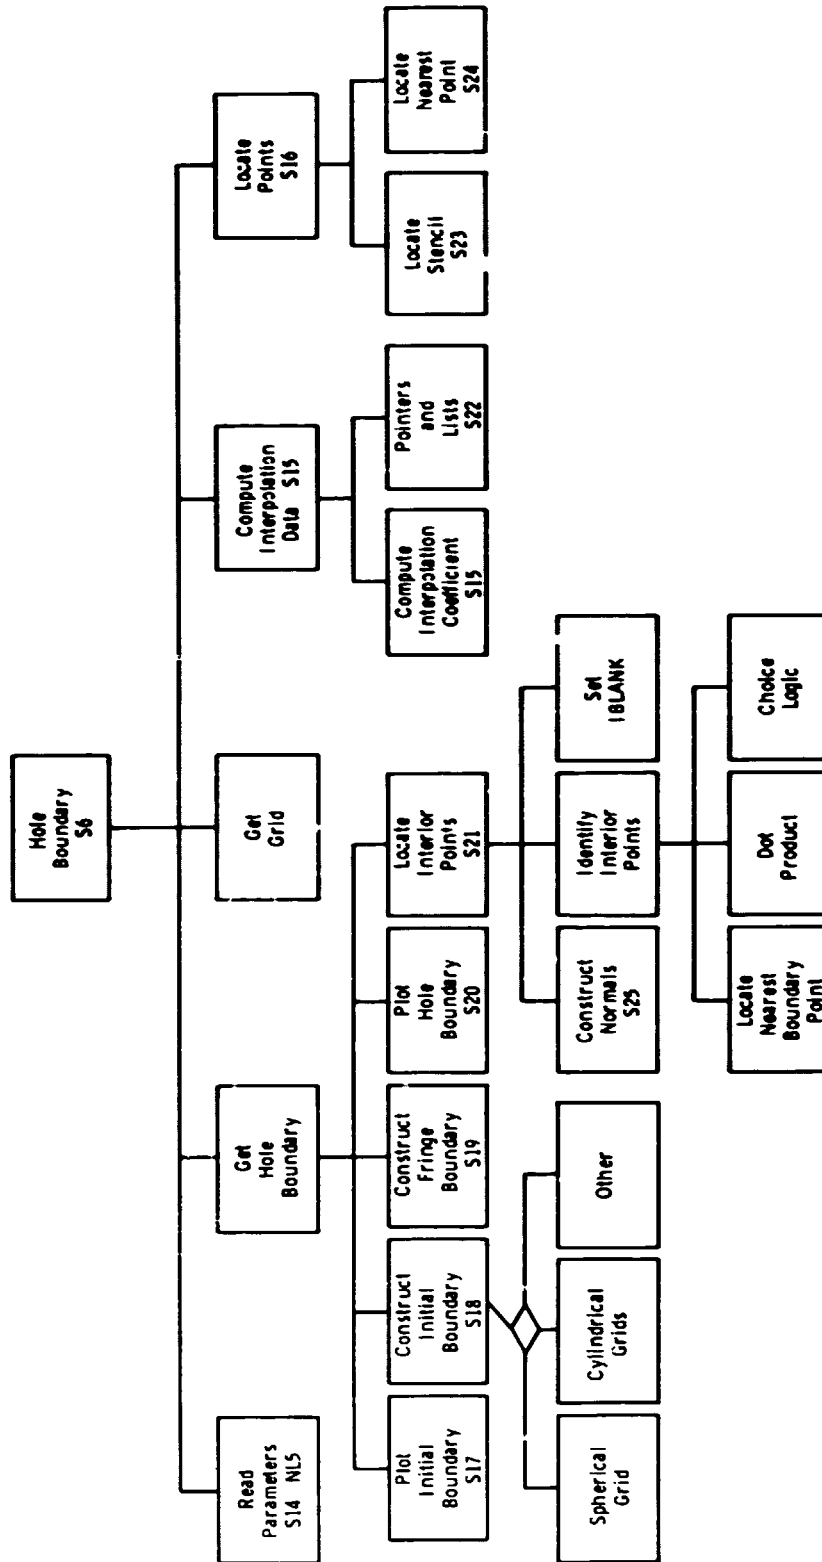 Hole
Boundary
S6
Read
Parameters
S14 NL5
Get
Hole
Boundary
Get
Grid
Compute
Interpolation
Data S15
Locate
Points
S16
Plot
Initial
Boundary
S17
Construct
Initial
Boundary
S18
Construct
Fringe
Boundary
S19
Plot
Hole
Boundary
S20
Locate
Interior
Points
S21
Compute
Interpolation
Coefficient
S15
Pointers
and
Lists
S22
Locate
Stencil
S23
Locate
Nearest
Point
S24
Spherical
Grid
Cylindrical
Grids
Other
Construct
Normals
S25
Identify
Interior
Points
Set
IBLANK
Locate
Nearest
Boundary
Point
Dot
Product
Choice
Logic